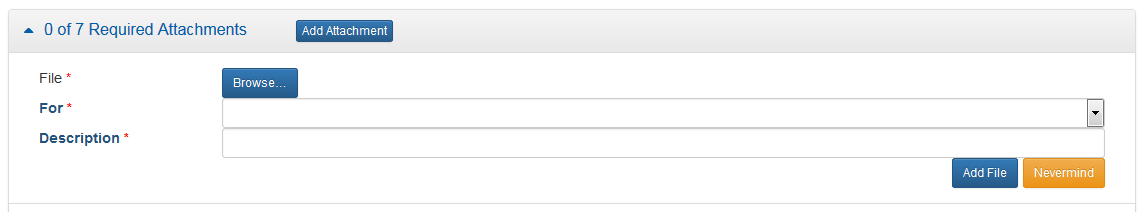 0 of 7 Required Attachments Add Attachment
File * Browse...
For *
Description *
Add File Nevermind